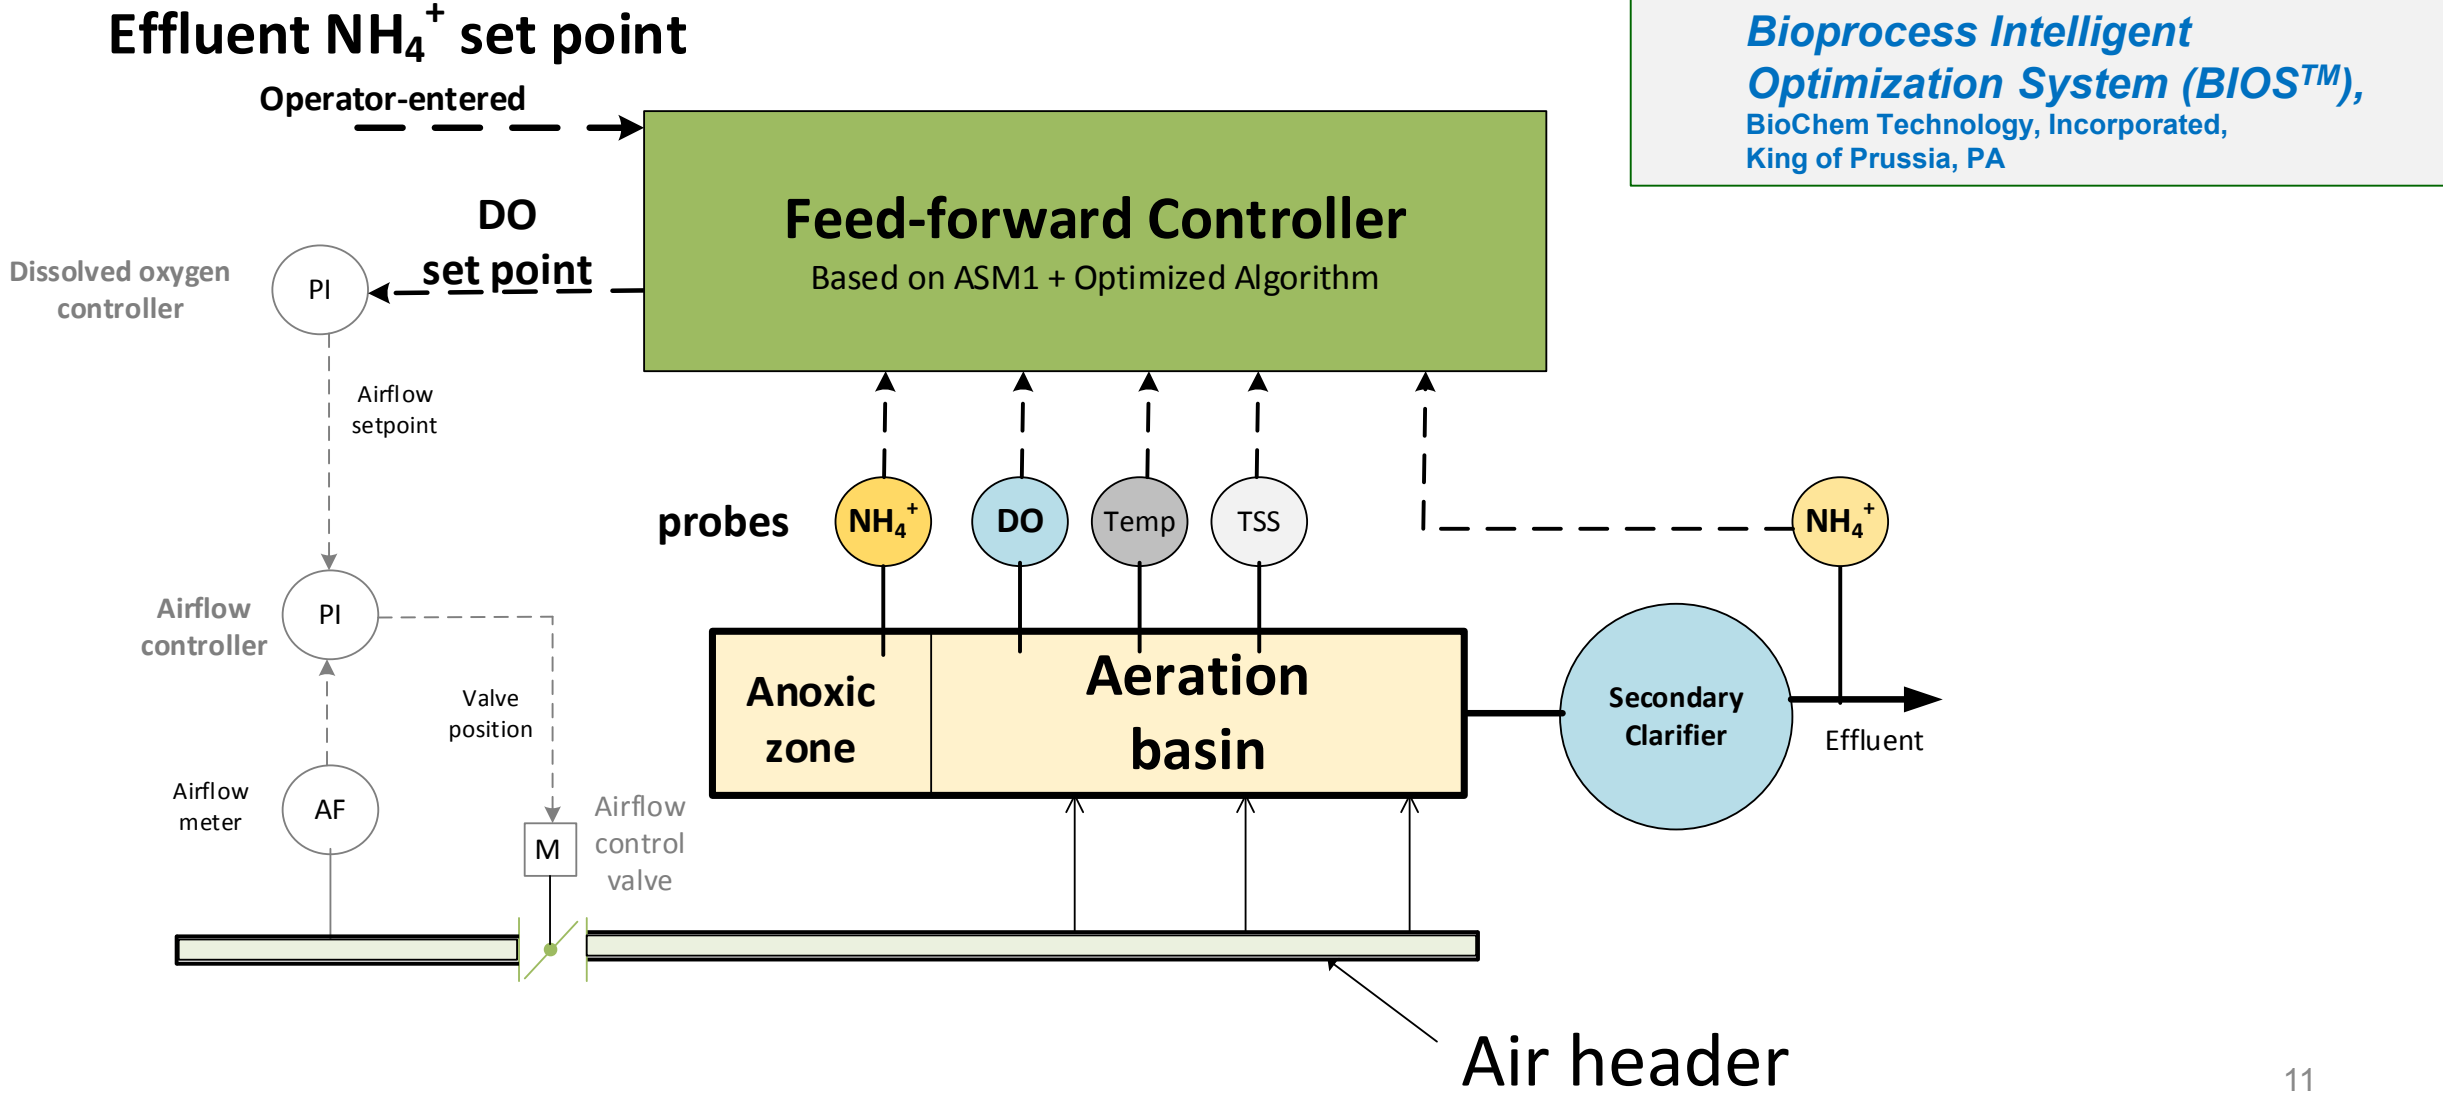 Effluent NH₄⁺ set point
Operator-entered
Bioprocess Intelligent
Optimization System (BIOS™),
BioChem Technology, Incorporated,
King of Prussia, PA
Feed-forward Controller
Based on ASM1 + Optimized Algorithm
DO
set point
Dissolved oxygen
controller
PI
Airflow
setpoint
probes
NH₄⁺
DO
Temp
TSS
NH₄⁺
Airflow
controller
PI
Valve
position
Anoxic
zone
Aeration
basin
Secondary
Clarifier
Effluent
Airflow
meter
AF
M
Airflow
control
valve
Air header
11